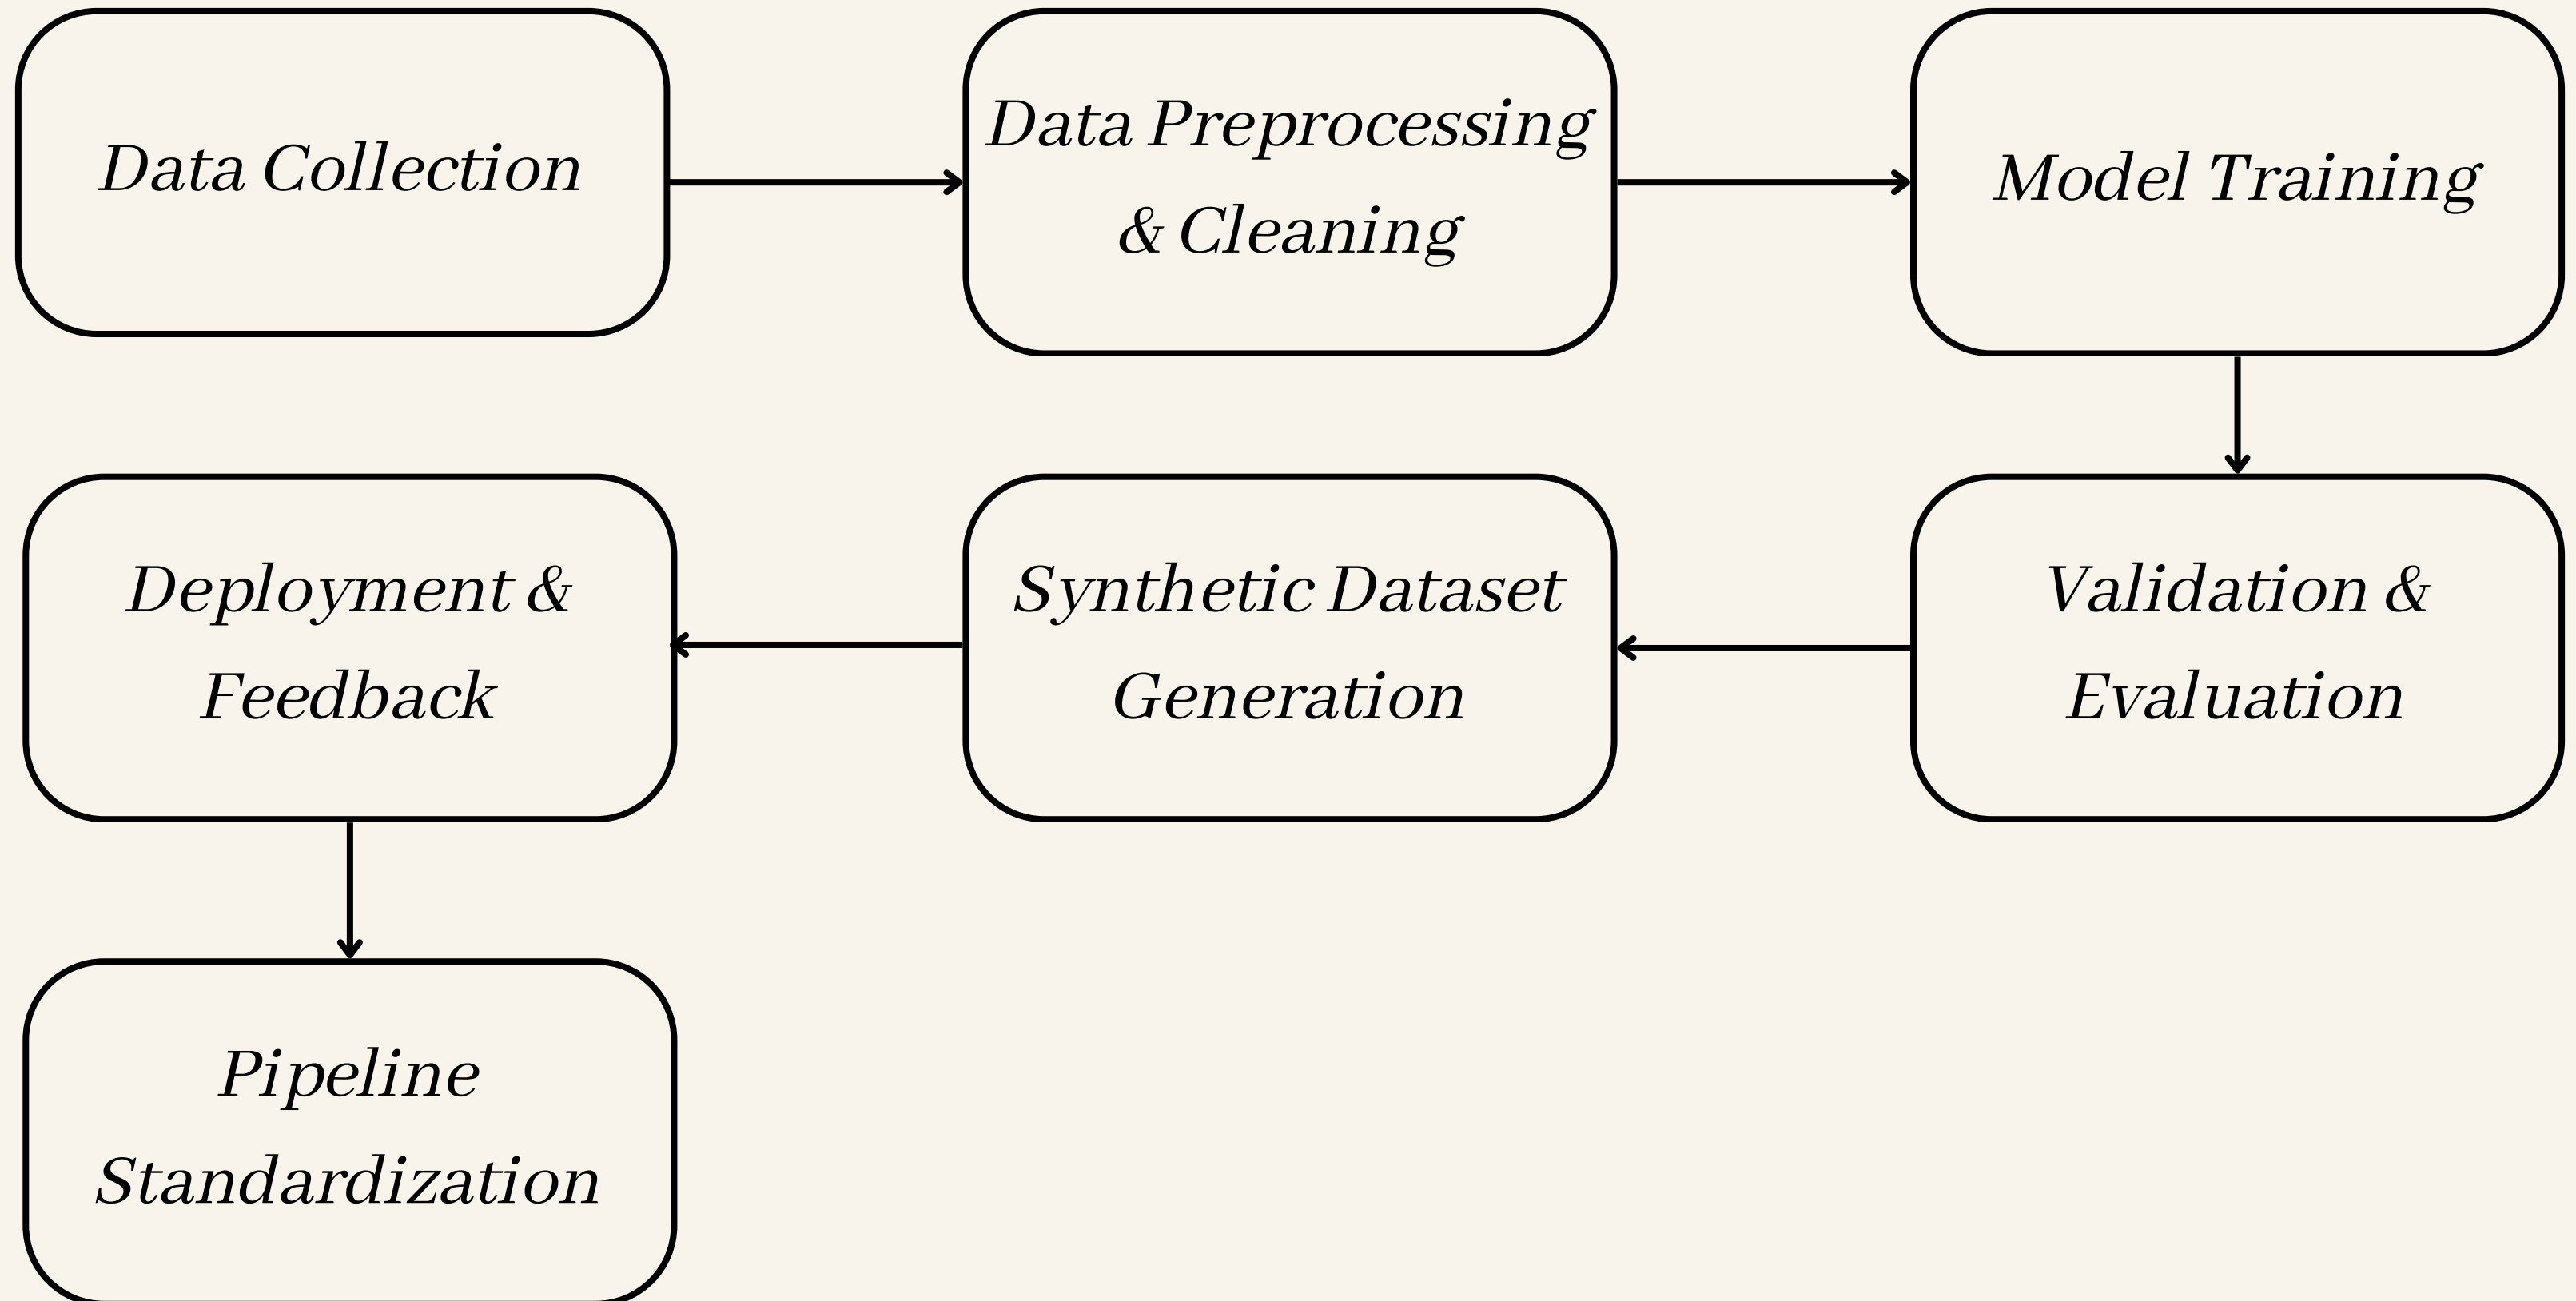 Data Collection
Data Preprocessing
& Cleaning
Model Training
Validation &
Evaluation
Synthetic Dataset
Generation
Deployment &
Feedback
Pipeline
Standardization